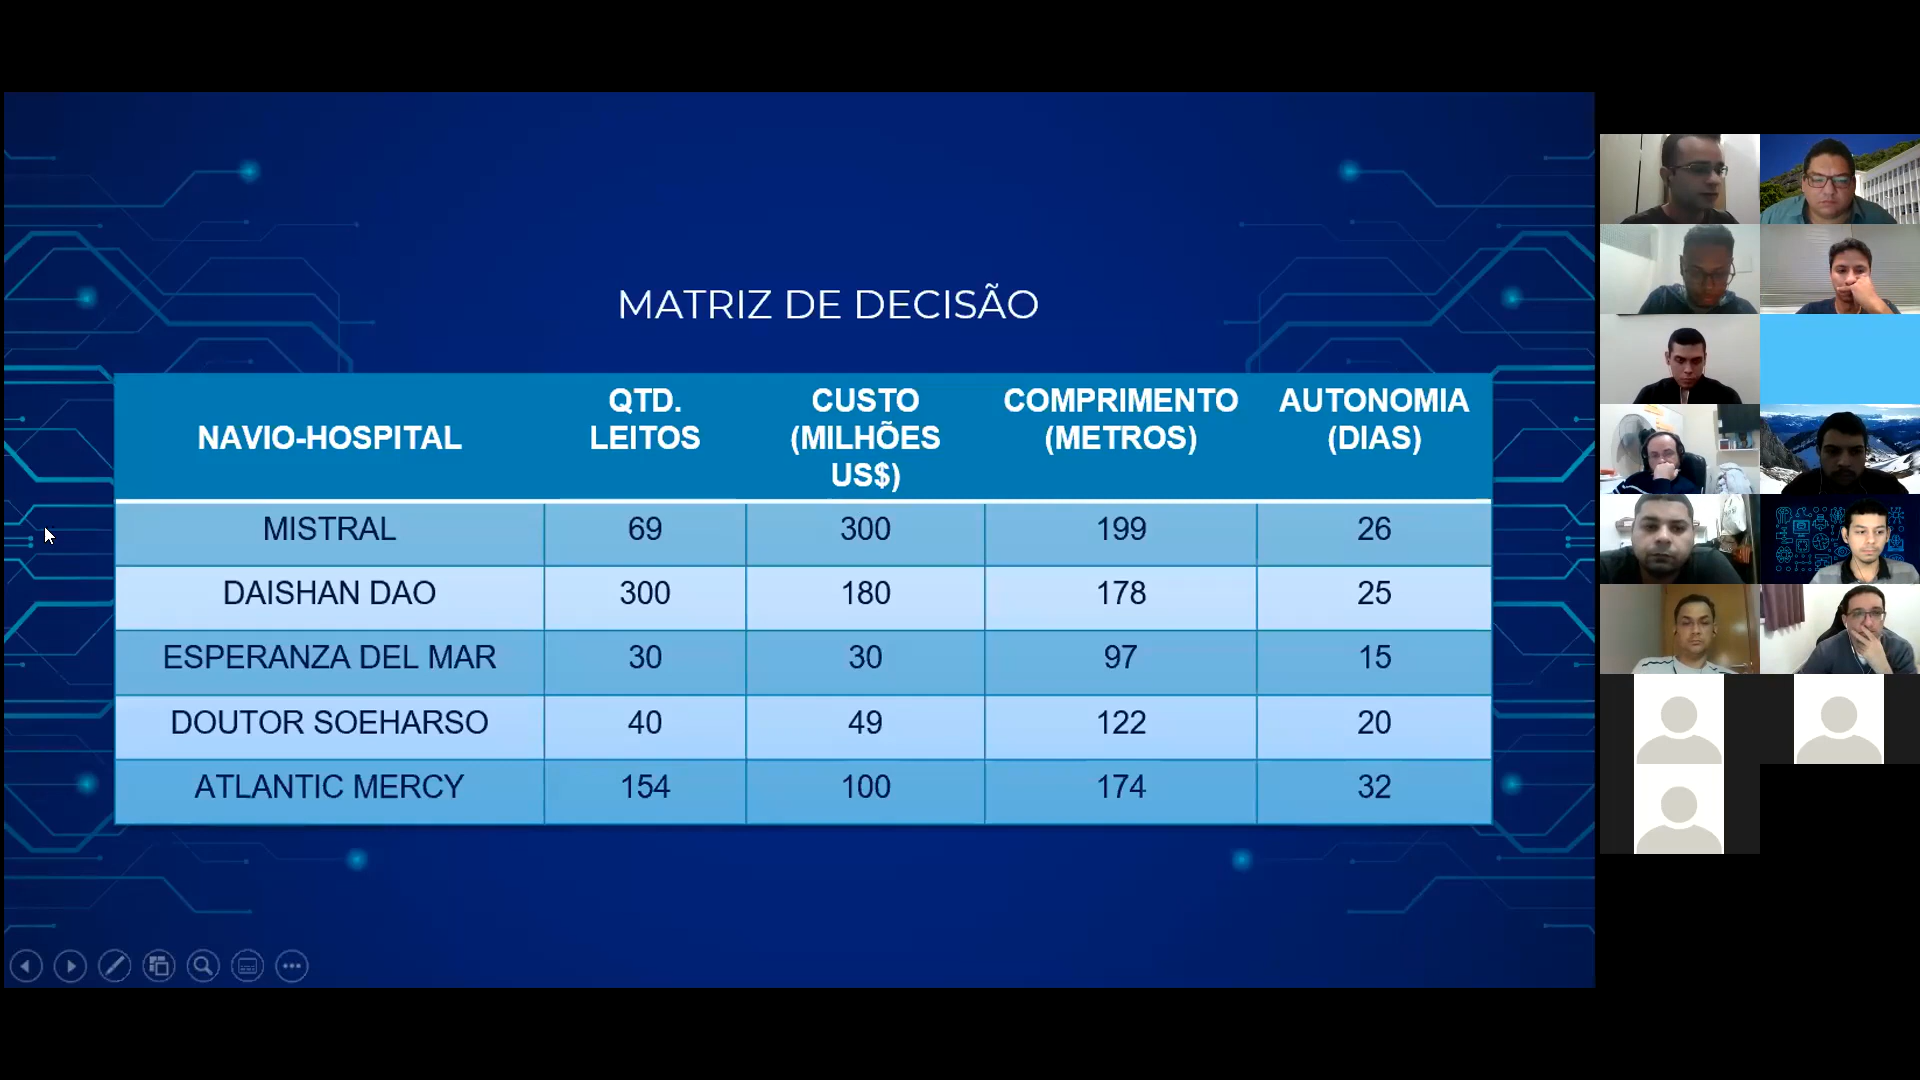 MATRIZ DE DECISÃO
NAVIO-HOSPITAL
QTD.
LEITOS
CUSTO
(MILHÕES
US$)
COMPRIMENTO
(METROS)
AUTONOMIA
(DIAS)
MISTRAL 69 300 199 26
DAISHAN DAO 300 180 178 25
ESPERANZA DEL MAR 30 30 97 15
DOUTOR SOEHARSO 40 49 122 20
ATLANTIC MERCY 154 100 174 32